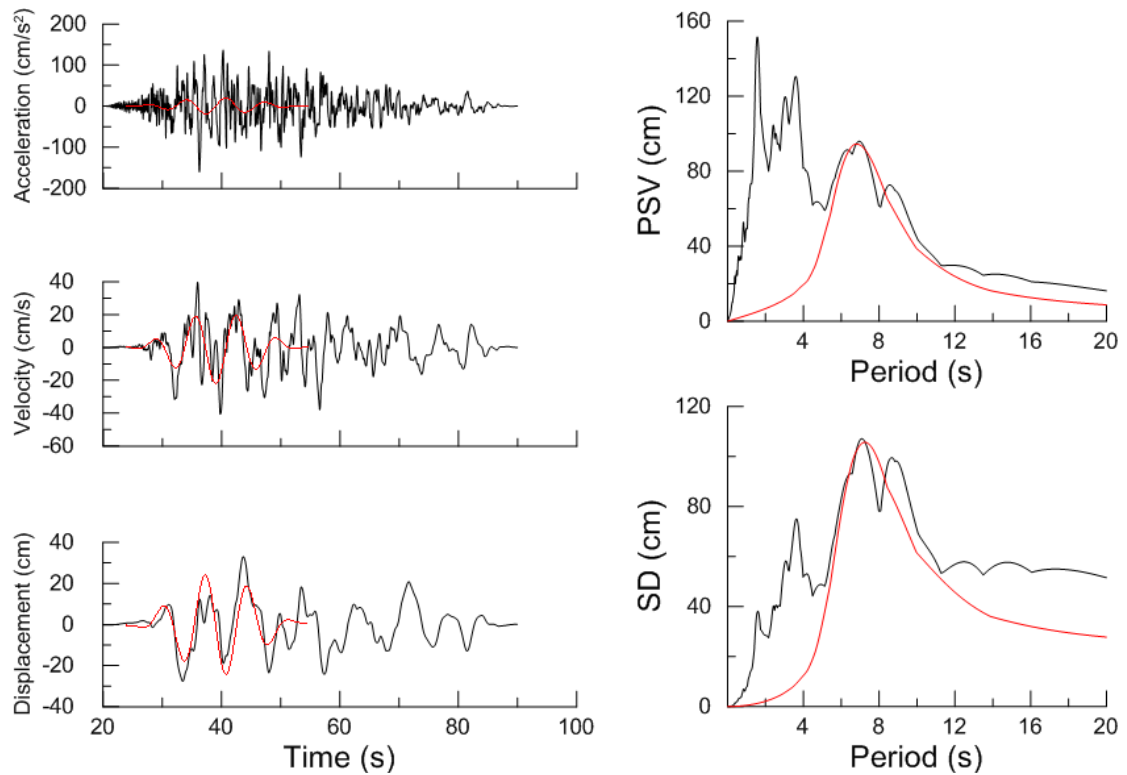 Acceleration (cm/s²)
200
100
0
-100
-200
Velocity (cm/s)
40
20
0
-20
-40
-60
Displacement (cm)
40
20
0
-20
-40
20 40 60 80 100
Time (s)
PSV (cm)
160
120
80
40
0
4 8 12 16 20
Period (s)
SD (cm)
120
80
40
0
4 8 12 16 20
Period (s)